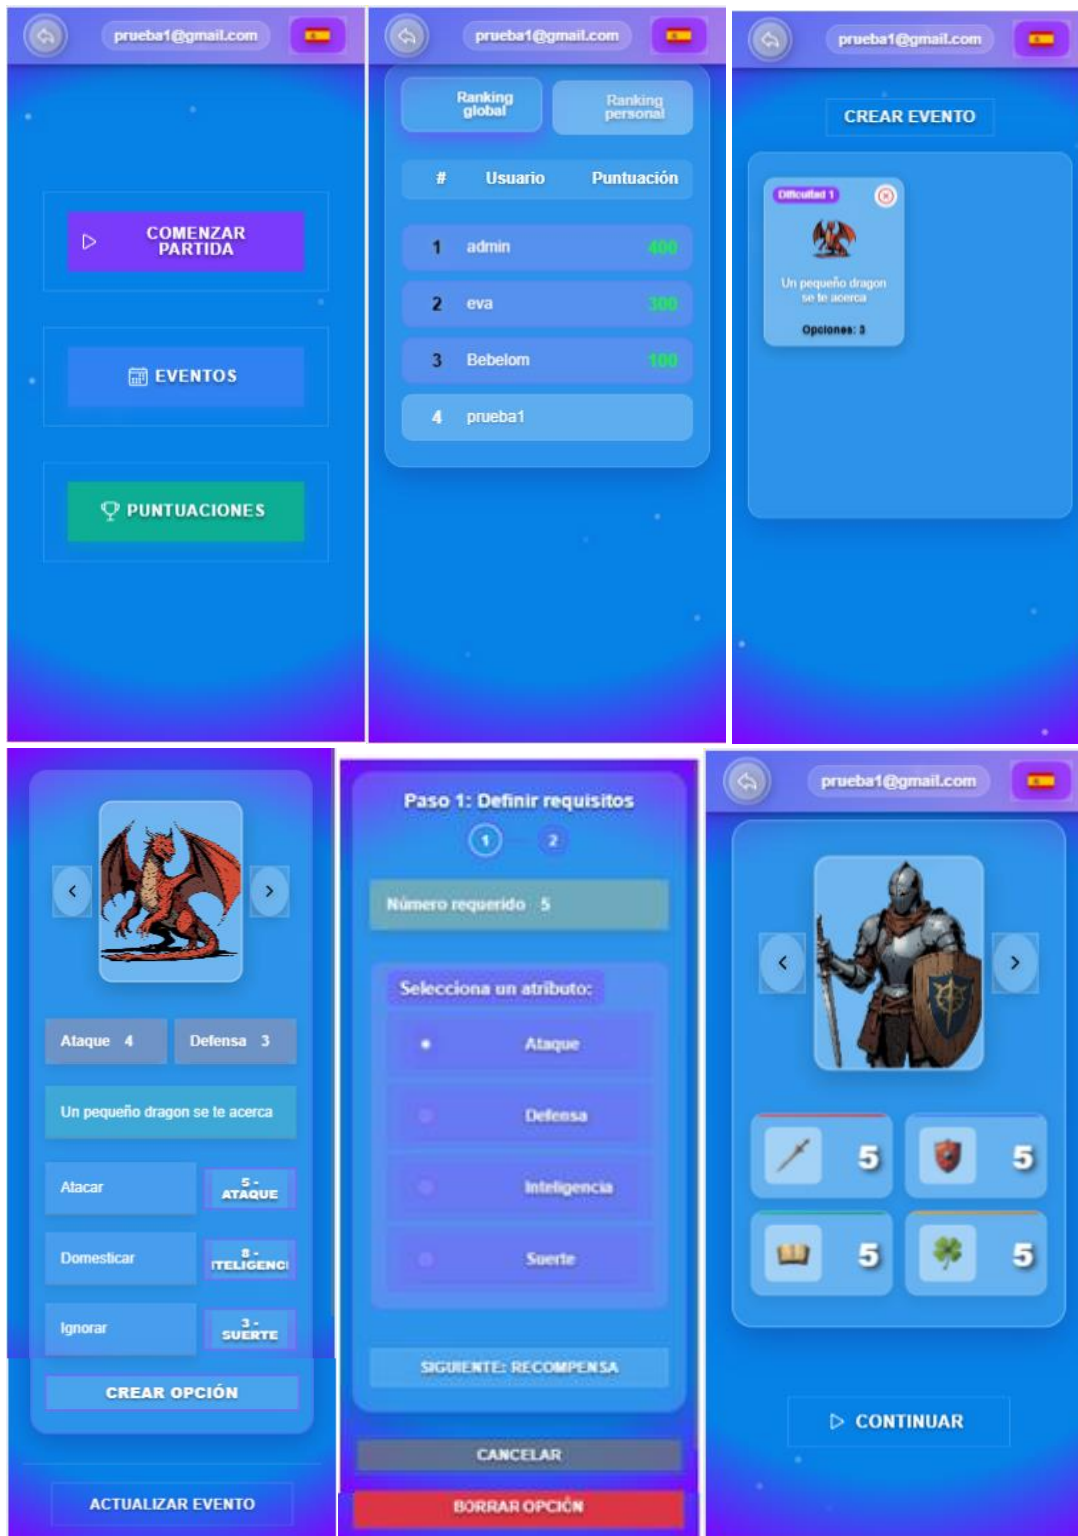 prueba1@gmail.com
COMENZAR
PARTIDA
EVENTOS
PUNTUACIONES
prueba1@gmail.com
Ranking
global
Ranking
personal
# Usuario Puntuación
1 admin 400
2 eva 300
3 Bebelom 100
4 prueba1
prueba1@gmail.com
CREAR EVENTO
Dificultad 1
Un pequeño dragon
se te acerca
Opciones: 3
Ataque 4 Defensa 3
Un pequeño dragon se te acerca
Atacar
5 -
ATAQUE
Domesticar
8 -
ITELIGENCI
Ignorar
3 -
SUERTE
CREAR OPCIÓN
ACTUALIZAR EVENTO
Paso 1: Definir requisitos
1 2
Número requerido 5
Selecciona un atributo:
Ataque
Defensa
Inteligencia
Suerte
SIGUIENTE: RECOMPENSA
CANCELAR
BORRAR OPCIÓN
prueba1@gmail.com
5 5
5 5
CONTINUAR